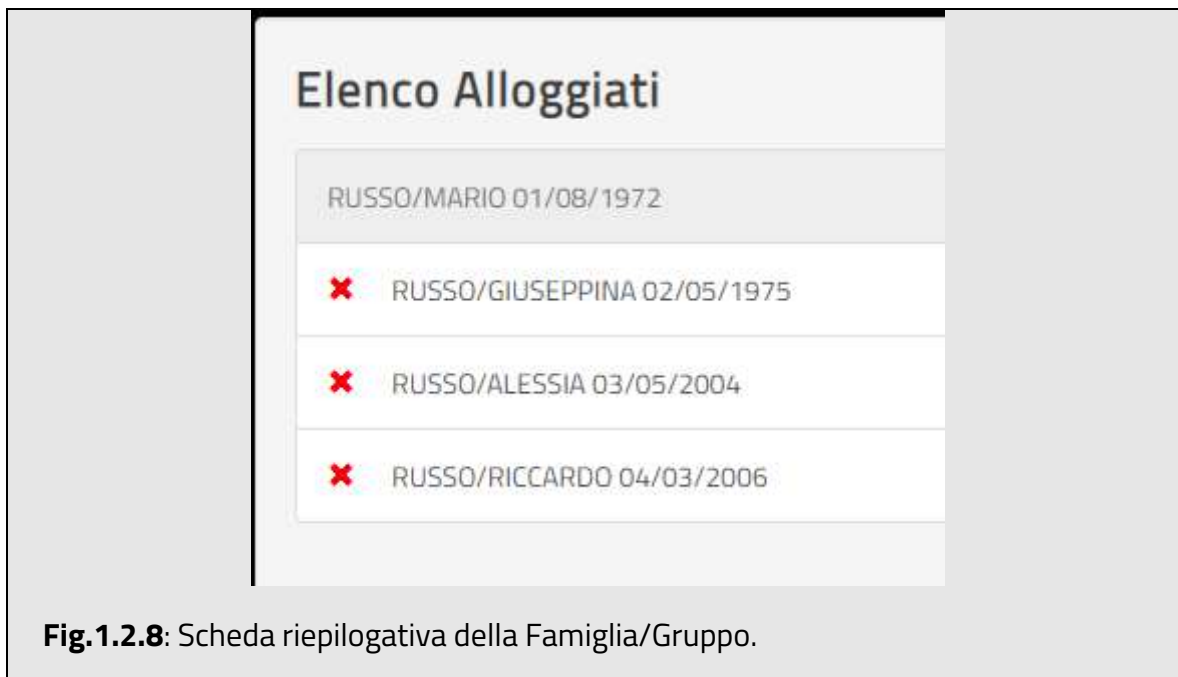 Elenco Alloggiati
RUSSO/MARIO 01/08/1972
RUSSO/GIUSEPPINA 02/05/1975
RUSSO/ALESSIA 03/05/2004
RUSSO/RICCARDO 04/03/2006
Fig.1.2.8: Scheda riepilogativa della Famiglia/Gruppo.